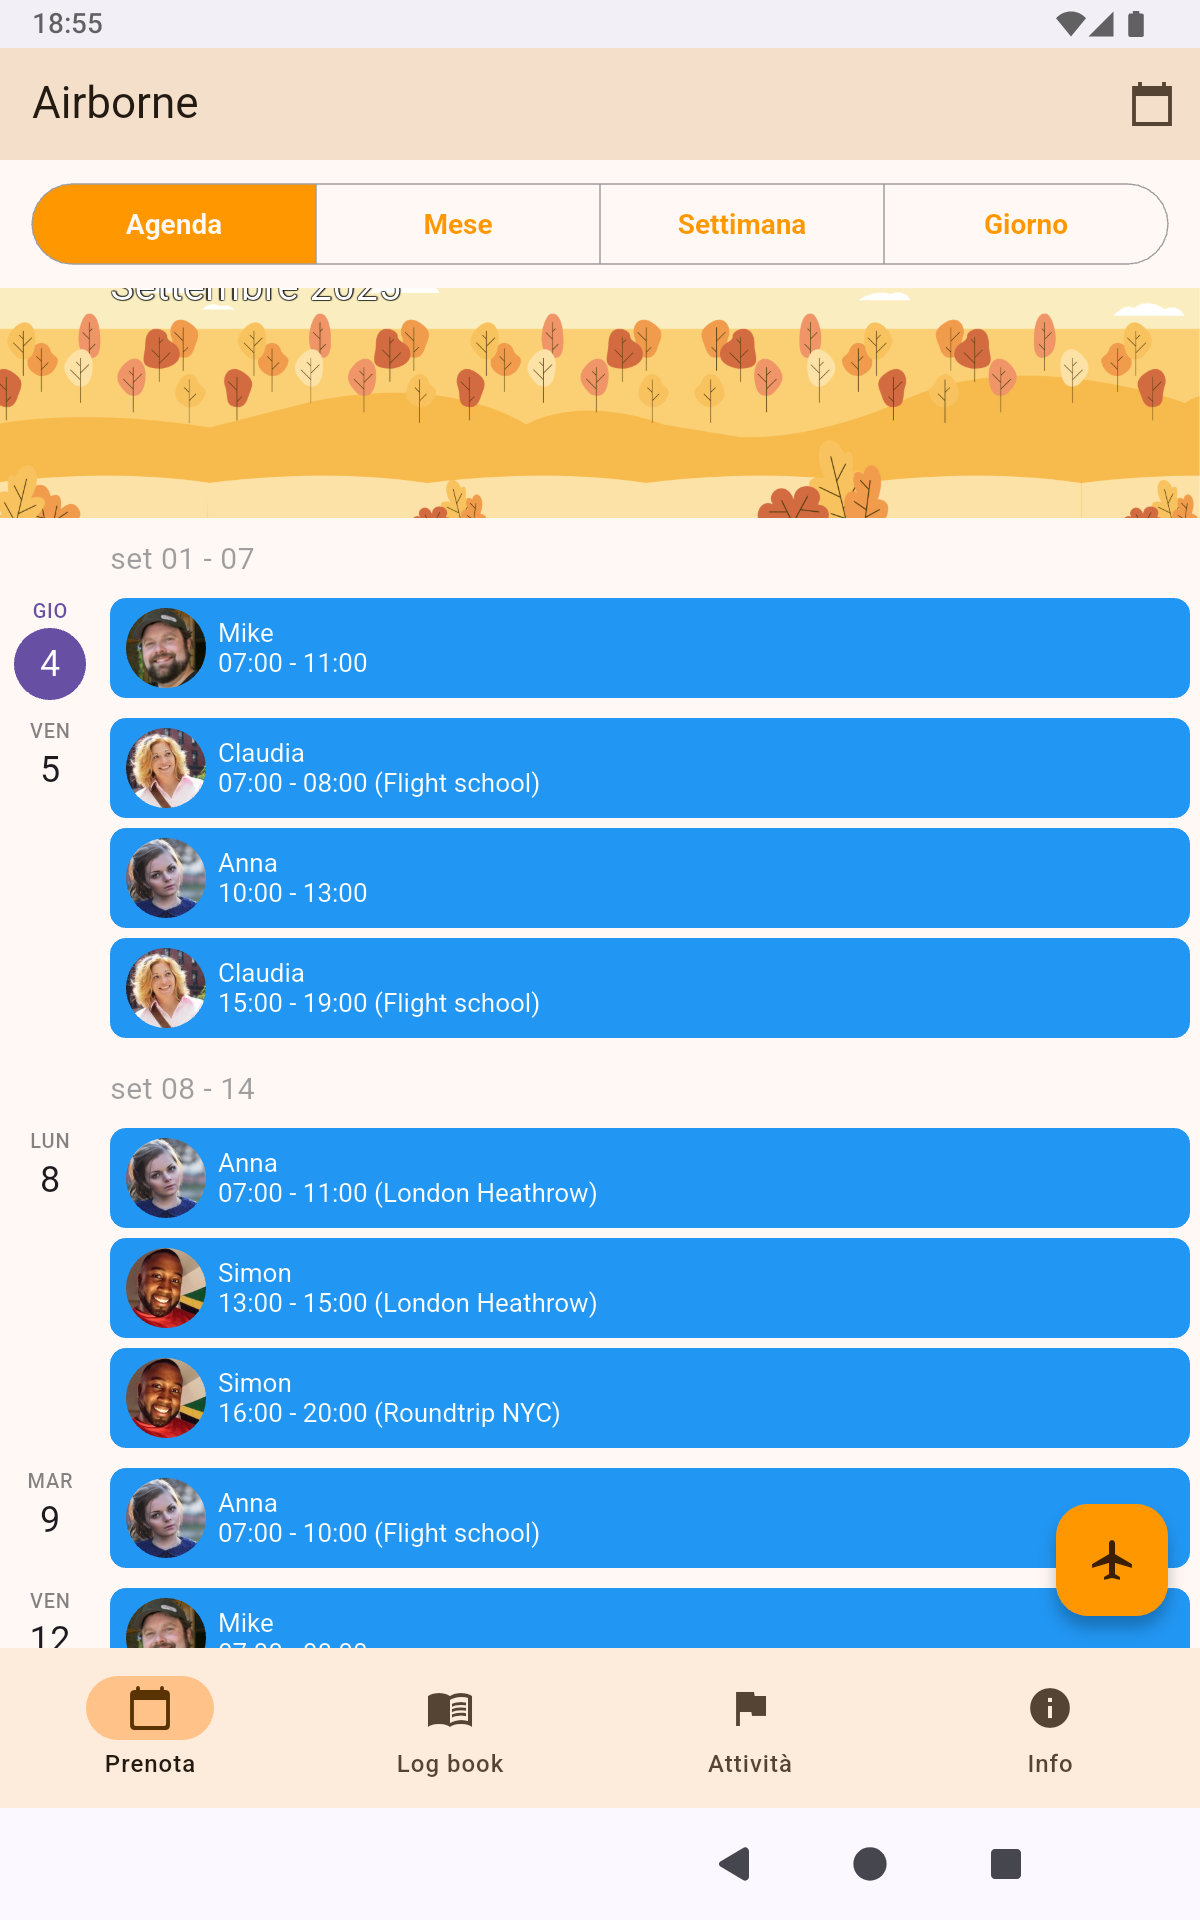 18:55
Airborne
Agenda
Mese
Settimana
Giorno
Settembre 2025
set 01 - 07
GIO
4
Mike
07:00 - 11:00
VEN
5
Claudia
07:00 - 08:00 (Flight school)
Anna
10:00 - 13:00
Claudia
15:00 - 19:00 (Flight school)
set 08 - 14
LUN
8
Anna
07:00 - 11:00 (London Heathrow)
Simon
13:00 - 15:00 (London Heathrow)
Simon
16:00 - 20:00 (Roundtrip NYC)
MAR
9
Anna
07:00 - 10:00 (Flight school)
VEN
12
Mike
Prenota
Log book
Attività
Info